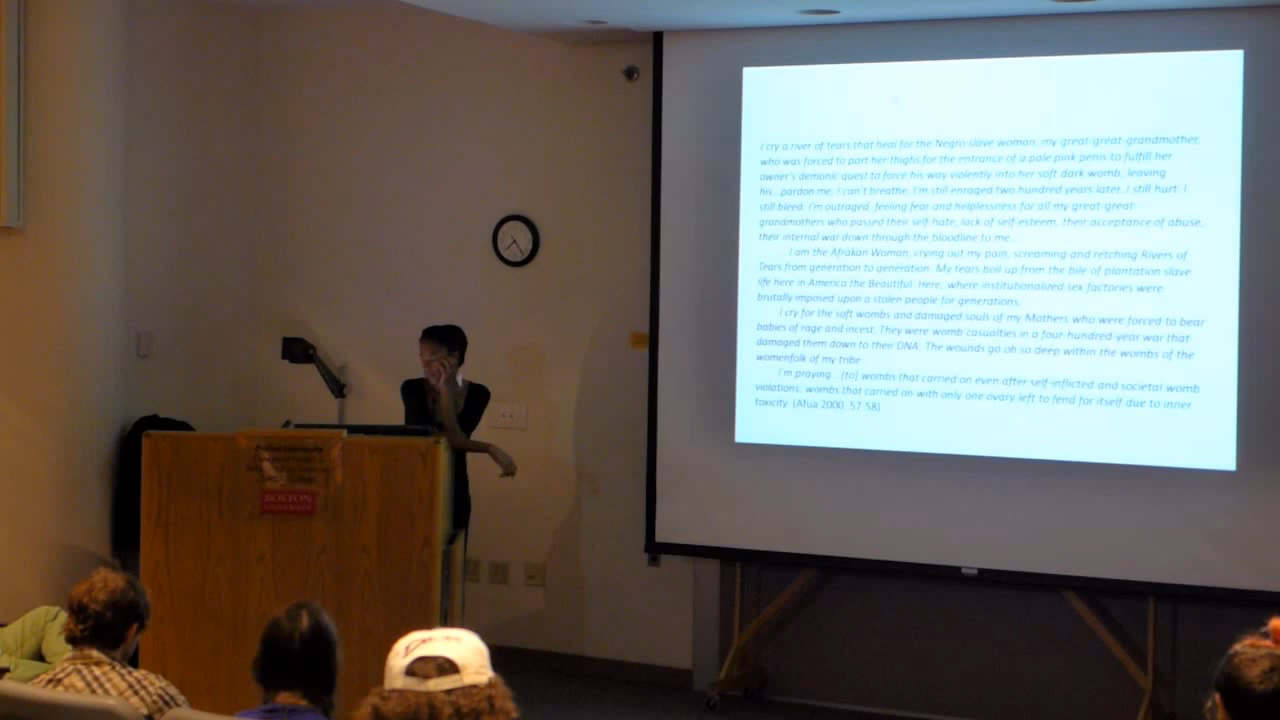 I cry a river of tears that heal for the Negro slave woman, my great-great-grandmother,
who was forced to part her thighs for the entrance of a pale pink penis to fulfill her
owner's demonic quest to force his way violently into her soft dark womb, leaving
his...pardon me, I can't breathe. I'm still enraged two hundred years later. I still hurt. I
still bleed. I'm outraged, feeling fear and helplessness for all my great-great-
grandmothers who passed their self-hate, lack of self-esteem, their acceptance of abuse,
their internal war down through the bloodline to me...
...I am the Afrakan Woman, crying out my pain, screaming and retching Rivers of
Tears from generation to generation. My tears boil up from the bile of plantation slave
life here in America the Beautiful. Here, where institutionalized sex factories were
brutally imposed upon a stolen people for generations.
I cry for the soft wombs and damaged souls of my Mothers who were forced to bear
babies of rage and incest. They were womb casualties in a four-hundred-year war that
damaged them down to their DNA. The wounds go oh so deep within the wombs of the
womenfolk of my tribe.
I'm praying...[to] wombs that carried on even after self-inflicted and societal womb
violations; wombs that carried on with only one ovary left to fend for itself due to inner
toxicity. (Afua 2000, 57-58)
BOSTON
UNIVERSITY